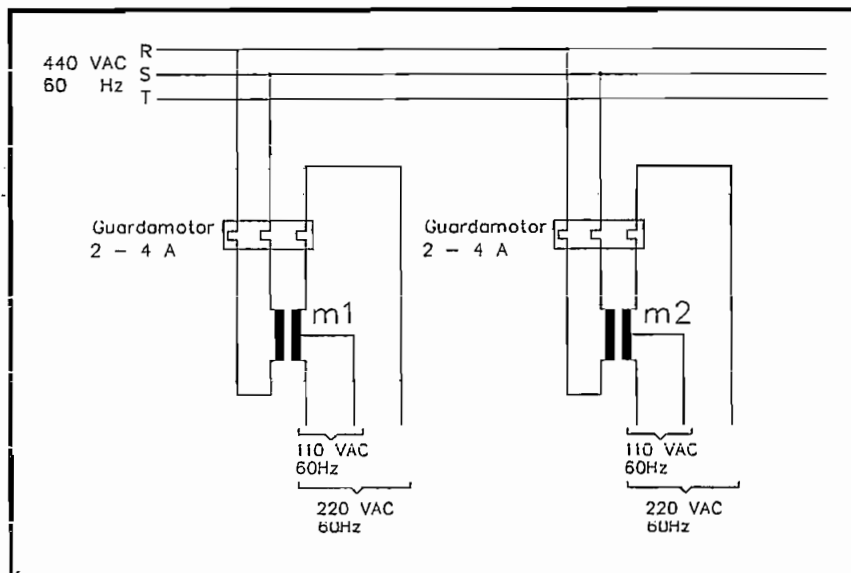 440 VAC
60 Hz
R
S
T
Guardamotor
2 - 4 A
m1
110 VAC
60Hz
220 VAC
60Hz
Guardamotor
2 - 4 A
m2
110 VAC
60Hz
220 VAC
60Hz